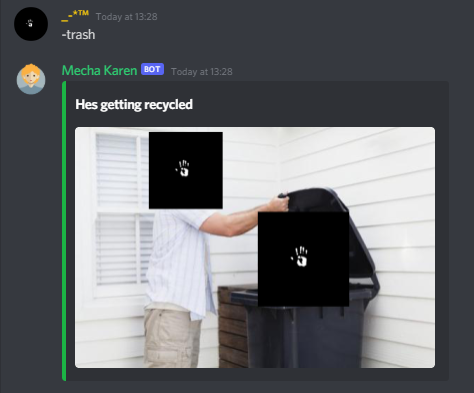 _-*™ Today at 13:28
-trash
Mecha Karen BOT Today at 13:28
Hes getting recycled